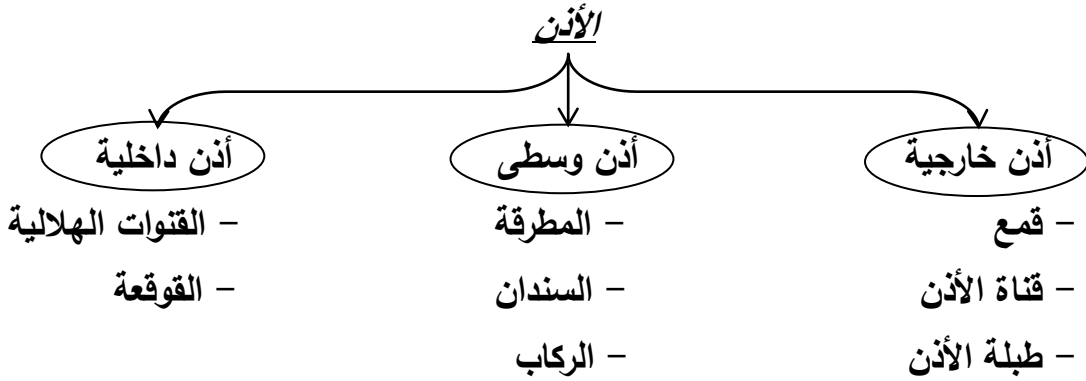 الأذن
أذن خارجية أذن وسطى أذن داخلية
- قمع - المطرقة - القنوات الهلالية
- قناة الأذن - السندان - القوقعة
- طبلة الأذن - الركاب